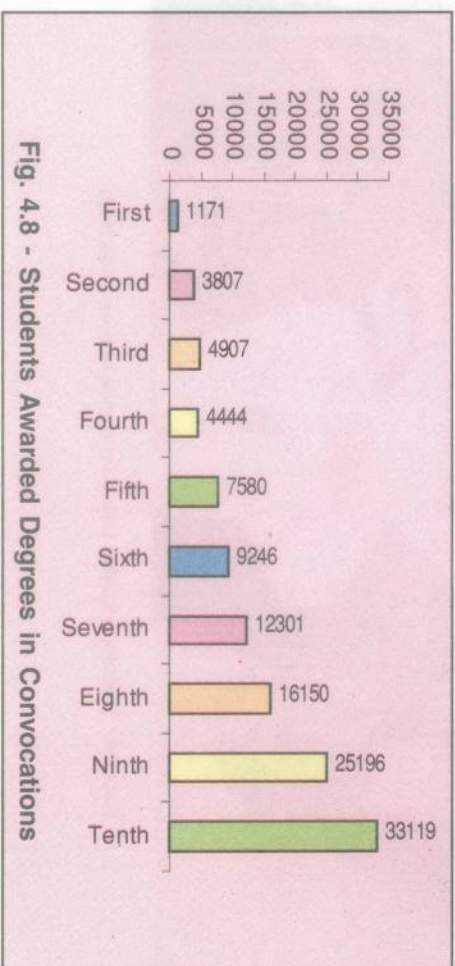 35000
30000
25000
20000
15000
10000
5000
0
First 1171
Second 3807
Third 4907
Fourth 4444
Fifth 7580
Sixth 9246
Seventh 12301
Eighth 16150
Ninth 25196
Tenth 33119
Fig. 4.8 - Students Awarded Degrees in Convocations